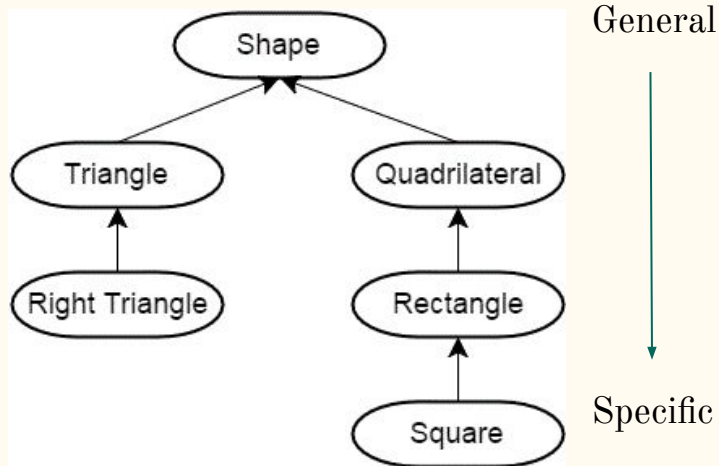 Shape
General
Triangle
Quadrilateral
Right Triangle
Rectangle
Square
Specific